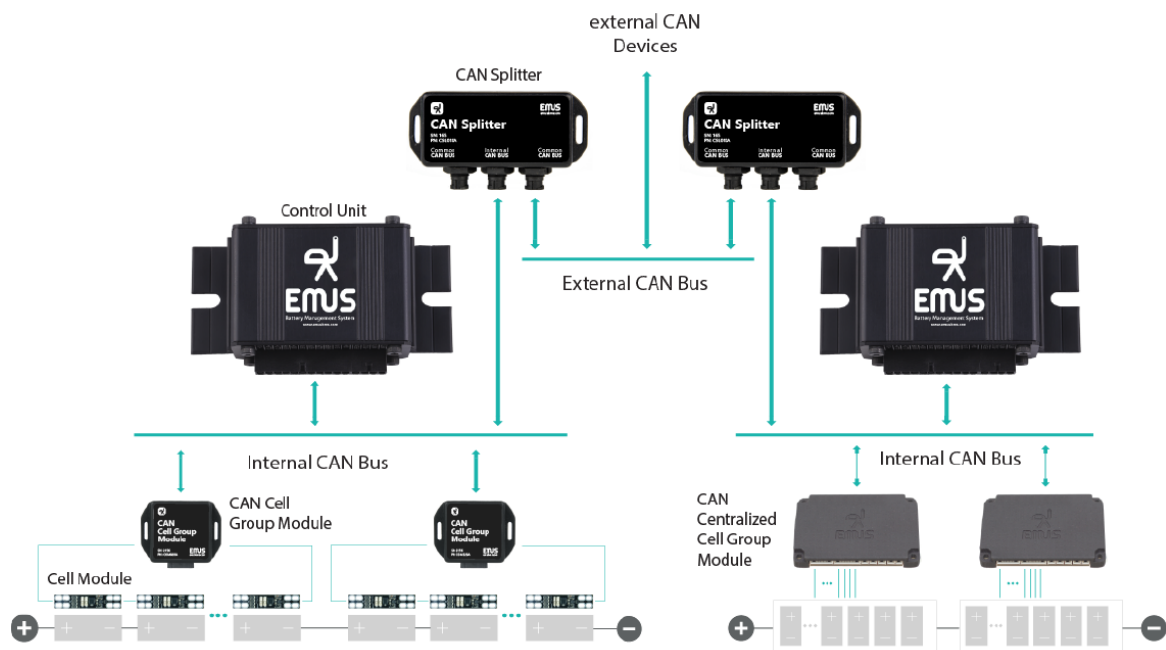 external CAN
Devices
CAN Splitter
EMUS
CAN Splitter
Common
CAN BUS
Internal
CAN BUS
Common
CAN BUS
EMUS
CAN Splitter
Common
CAN BUS
Internal
CAN BUS
Common
CAN BUS
Control Unit
EMUS
Battery Management System
External CAN Bus
EMUS
Battery Management System
Internal CAN Bus
Internal CAN Bus
CAN Cell
Group Module
CAN
Cell Group
Module
EMUS
CAN
Cell Group
Module
EMUS
CAN
Centralized
Cell Group
Module
EMUS
EMUS
Cell Module